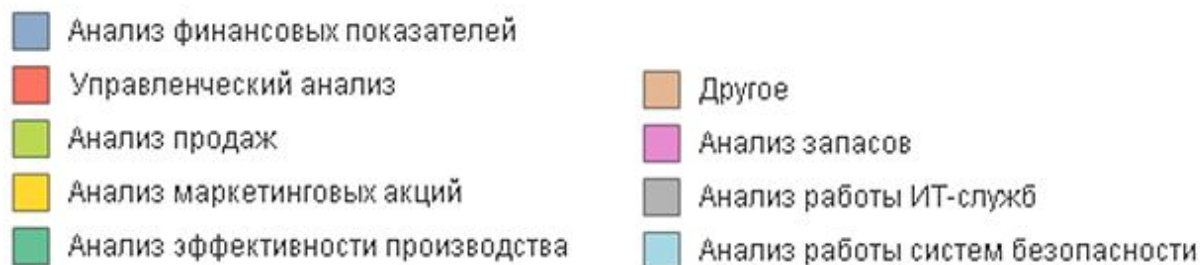 Анализ финансовых показателей
Управленческий анализ
Анализ продаж
Анализ маркетинговых акций
Анализ эффективности производства
Другое
Анализ запасов
Анализ работы ИТ-служб
Анализ работы систем безопасности